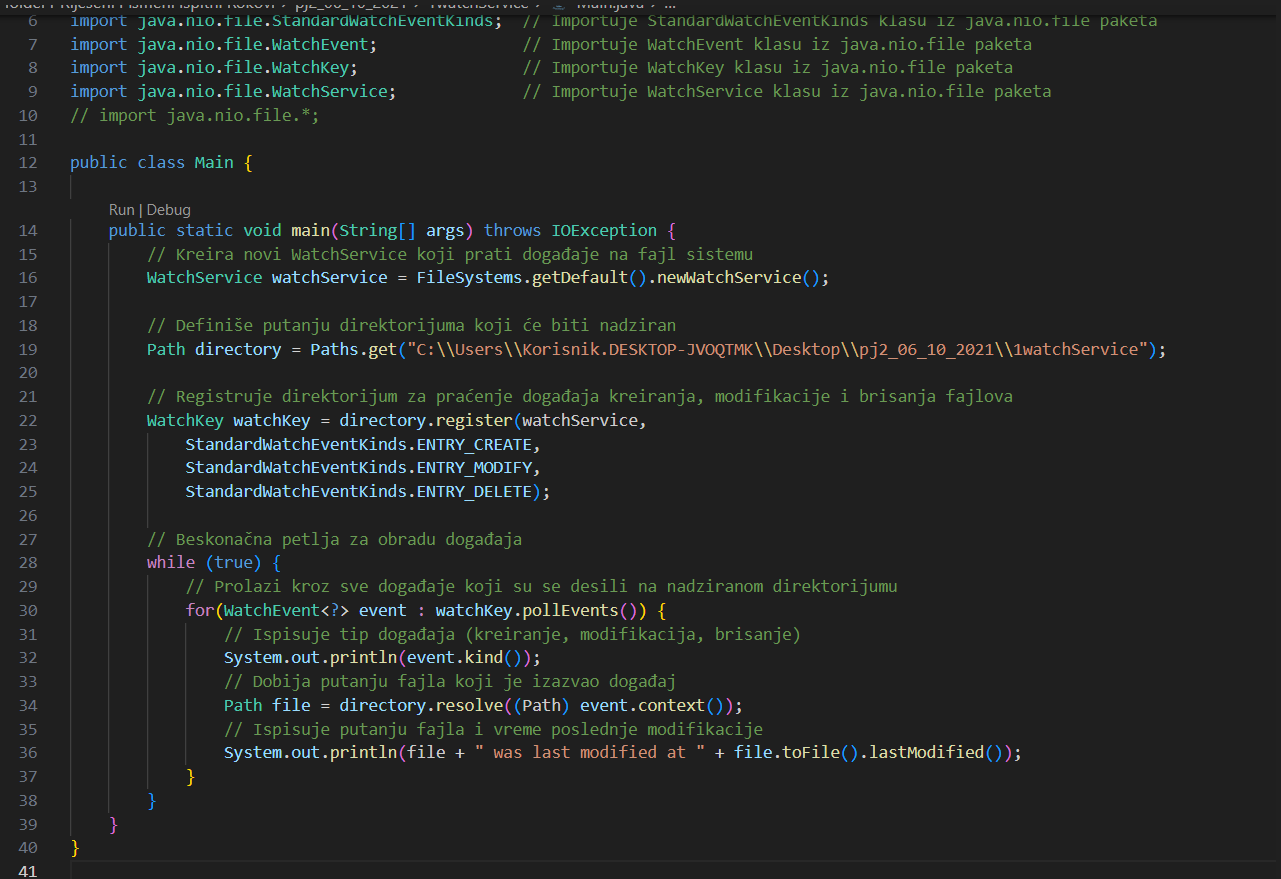 pj2_06_10_2021 › 1watchService › Main.java › ...
6 import java.nio.file.StandardWatchEventKinds; // Importuje StandardWatchEventKinds klasu iz java.nio.file paketa
7 import java.nio.file.WatchEvent; // Importuje WatchEvent klasu iz java.nio.file paketa
8 import java.nio.file.WatchKey; // Importuje WatchKey klasu iz java.nio.file paketa
9 import java.nio.file.WatchService; // Importuje WatchService klasu iz java.nio.file paketa
10 // import java.nio.file.*;
11
12 public class Main {
13
Run | Debug
14 public static void main(String[] args) throws IOException {
15 // Kreira novi WatchService koji prati događaje na fajl sistemu
16 WatchService watchService = FileSystems.getDefault().newWatchService();
17
18 // Definiše putanju direktorijuma koji će biti nadziran
19 Path directory = Paths.get("C:\\Users\\Korisnik.DESKTOP-JVOQTMK\\Desktop\\pj2_06_10_2021\\1watchService");
20
21 // Registruje direktorijum za praćenje događaja kreiranja, modifikacije i brisanja fajlova
22 WatchKey watchKey = directory.register(watchService,
23 StandardWatchEventKinds.ENTRY_CREATE,
24 StandardWatchEventKinds.ENTRY_MODIFY,
25 StandardWatchEventKinds.ENTRY_DELETE);
26
27 // Beskonačna petlja za obradu događaja
28 while (true) {
29 // Prolazi kroz sve događaje koji su se desili na nadziranom direktorijumu
30 for(WatchEvent<?> event : watchKey.pollEvents()) {
31 // Ispisuje tip događaja (kreiranje, modifikacija, brisanje)
32 System.out.println(event.kind());
33 // Dobija putanju fajla koji je izazvao događaj
34 Path file = directory.resolve((Path) event.context());
35 // Ispisuje putanju fajla i vreme poslednje modifikacije
36 System.out.println(file + " was last modified at " + file.toFile().lastModified());
37 }
38 }
39 }
40 }
41